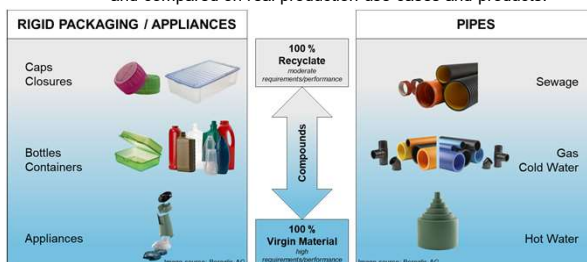 and compared on real production use cases and products.
RIGID PACKAGING / APPLIANCES
Caps
Closures
Bottles
Containers
Appliances
100 %
Recyclate
moderate
requirements/performance
Compounds
100 %
Virgin Material
high
requirements/performance
PIPES
Sewage
Gas
Cold Water
Hot Water